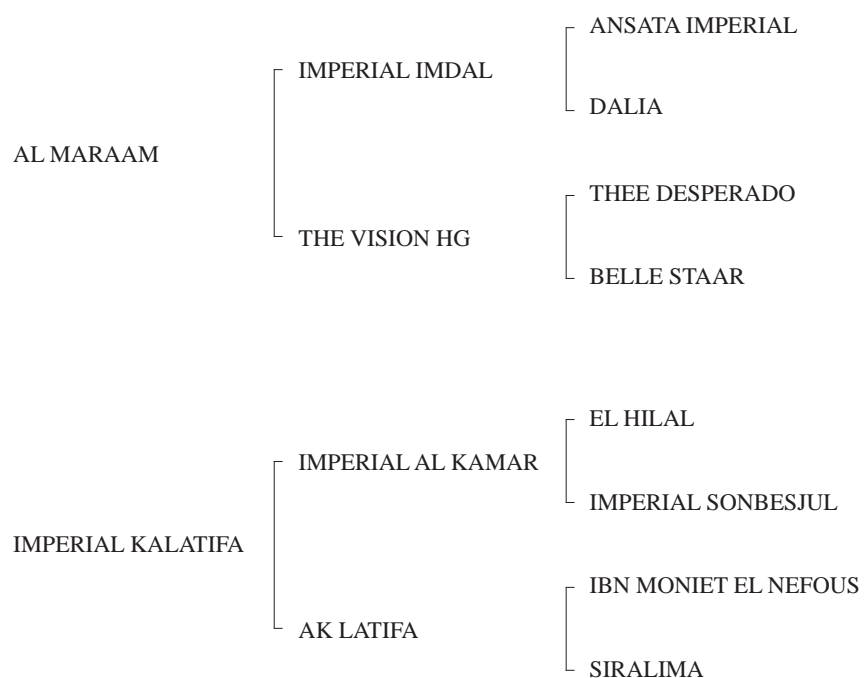 ANSATA IMPERIAL
IMPERIAL IMDAL
DALIA
AL MARAAM
THEE DESPERADO
THE VISION HG
BELLE STAAR
EL HILAL
IMPERIAL AL KAMAR
IMPERIAL SONBESJUL
IMPERIAL KALATIFA
IBN MONIET EL NEFOUS
AK LATIFA
SIRALIMA